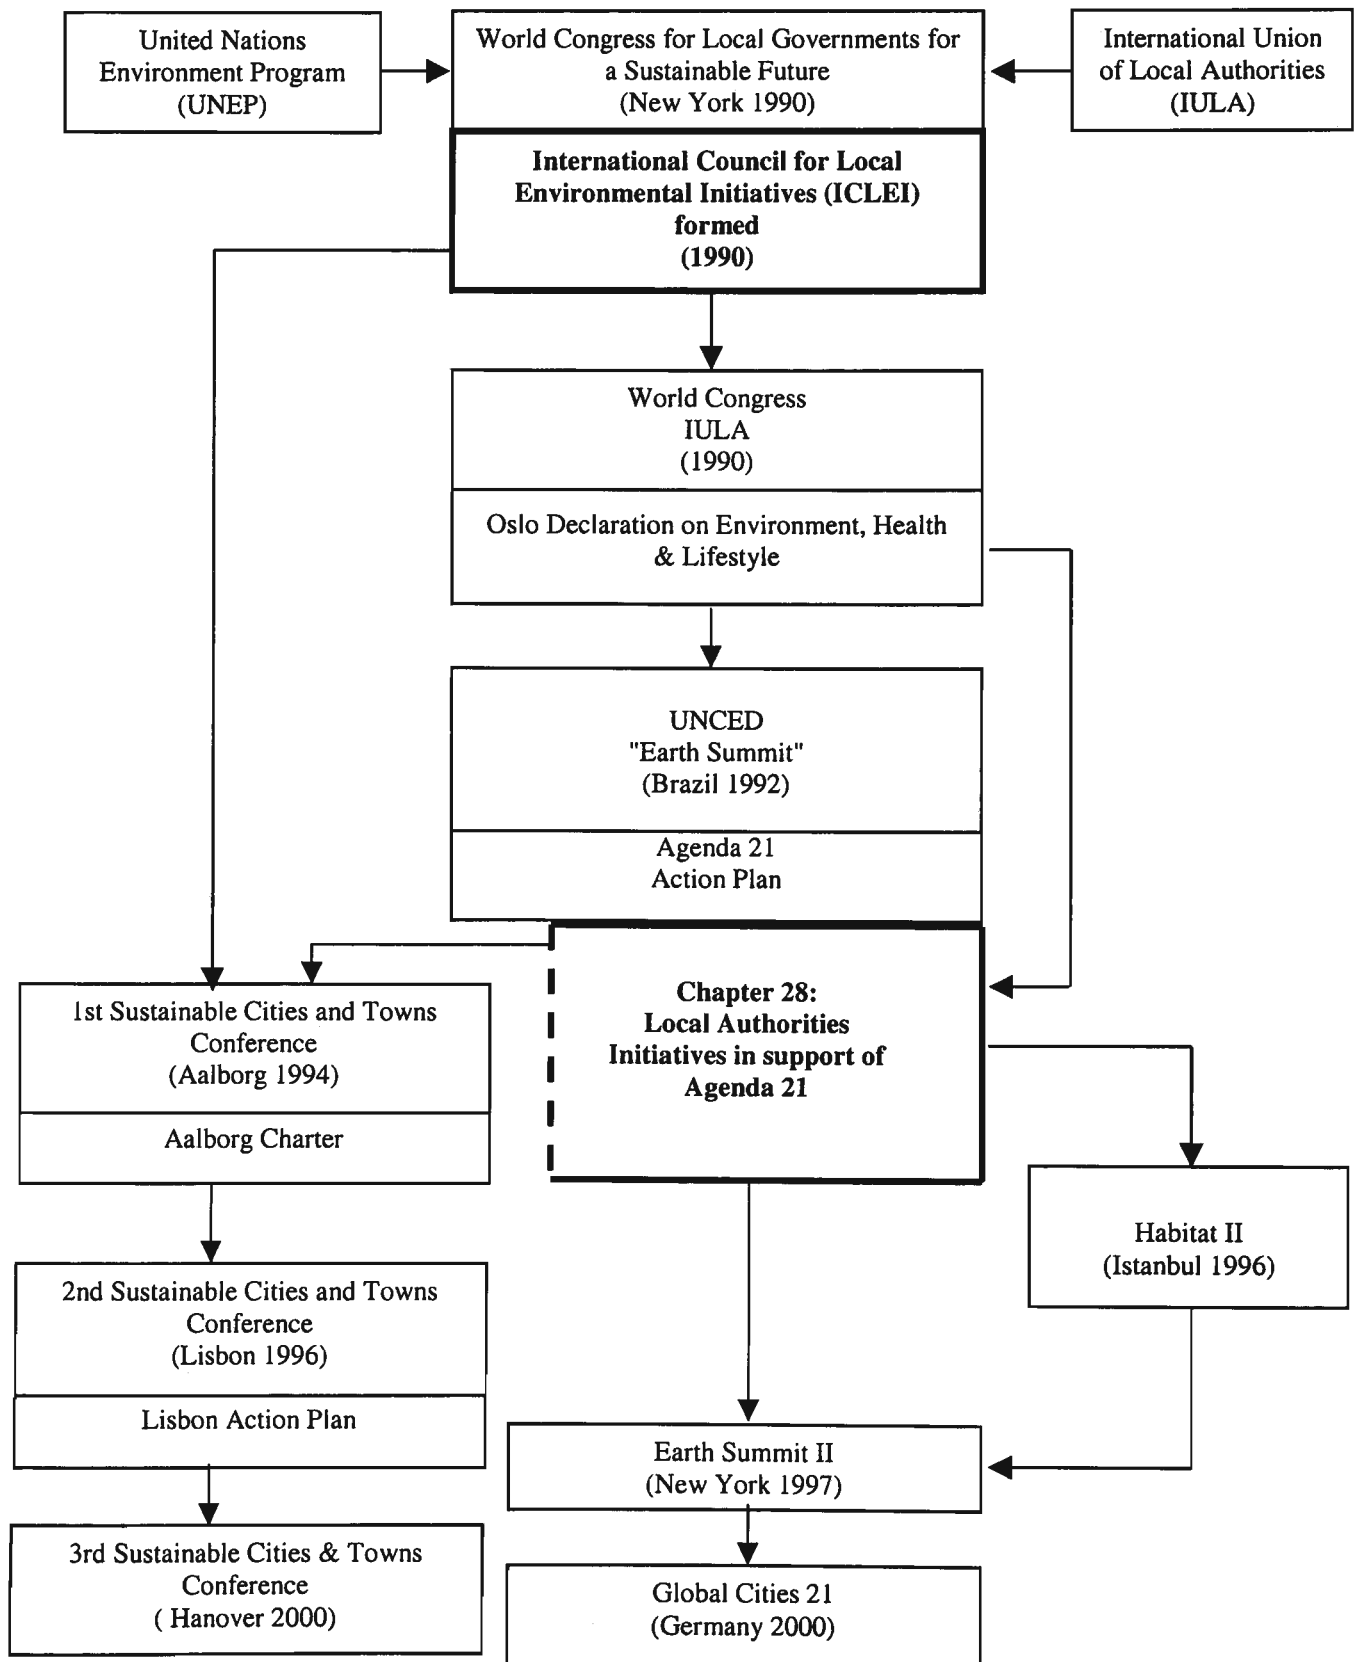 United Nations
Environment Program
(UNEP)
World Congress for Local Governments for
a Sustainable Future
(New York 1990)
International Union
of Local Authorities
(IULA)
International Council for Local
Environmental Initiatives (ICLEI)
formed
(1990)
World Congress
IULA
(1990)
Oslo Declaration on Environment, Health
& Lifestyle
UNCED
"Earth Summit"
(Brazil 1992)
Agenda 21
Action Plan
Chapter 28:
Local Authorities
Initiatives in support of
Agenda 21
1st Sustainable Cities and Towns
Conference
(Aalborg 1994)
Aalborg Charter
Habitat II
(Istanbul 1996)
2nd Sustainable Cities and Towns
Conference
(Lisbon 1996)
Lisbon Action Plan
Earth Summit II
(New York 1997)
3rd Sustainable Cities & Towns
Conference
( Hanover 2000)
Global Cities 21
(Germany 2000)